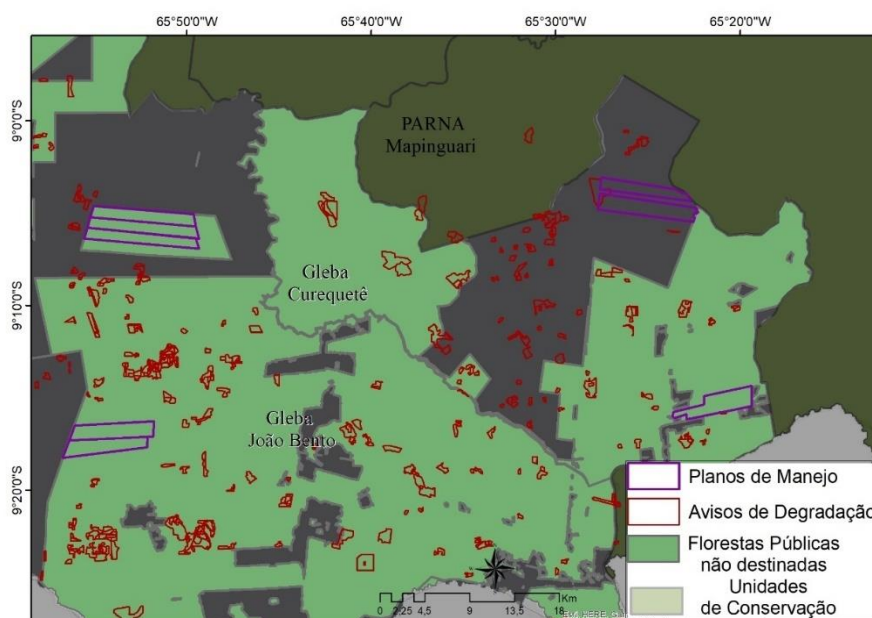 65°50'0"W 65°40'0"W 65°30'0"W 65°20'0"W
9°0'0"S
PARNA
Mapinguari
Gleba
Curequetê
9°10'0"S
Gleba
João Bento
9°20'0"S
Planos de Manejo
Avisos de Degradação
Florestas Públicas
não destinadas
Unidades
de Conservação
Km
0 2,25 4,5 9 13,5 18